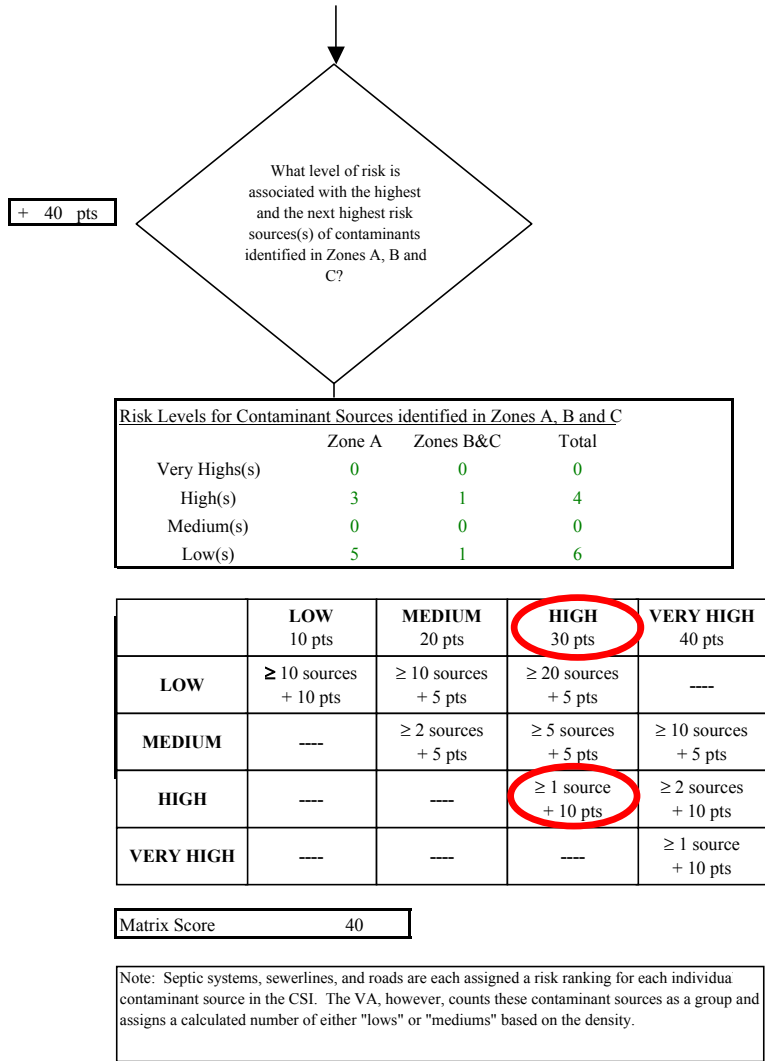 What level of risk is
associated with the highest
and the next highest risk
sources(s) of contaminants
identified in Zones A, B and
C?
+ 40 pts
Risk Levels for Contaminant Sources identified in Zones A, B and C
Zone A Zones B&C Total
Very Highs(s) 0 0 0
High(s) 3 1 4
Medium(s) 0 0 0
Low(s) 5 1 6
LOW MEDIUM HIGH VERY HIGH
10 pts 20 pts 30 pts 40 pts
LOW ≥ 10 sources ≥ 10 sources ≥ 20 sources ----
+ 10 pts + 5 pts + 5 pts
MEDIUM ---- ≥ 2 sources ≥ 5 sources ≥ 10 sources
+ 5 pts + 5 pts + 5 pts
HIGH ---- ---- ≥ 1 source ≥ 2 sources
+ 10 pts + 10 pts
VERY HIGH ---- ---- ---- ≥ 1 source
+ 10 pts
Matrix Score 40
Note: Septic systems, sewerlines, and roads are each assigned a risk ranking for each individua
contaminant source in the CSI. The VA, however, counts these contaminant sources as a group and
assigns a calculated number of either "lows" or "mediums" based on the density.